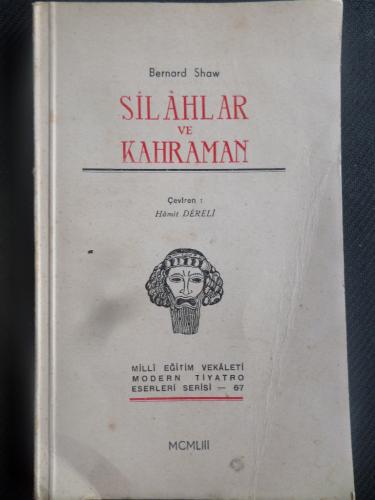 Bernard Shaw
SİLÂHLAR
VE
KAHRAMAN
Çeviren :
Hâmit DERELİ
MİLLİ EĞİTİM VEKÂLETİ
MODERN TİYATRO
ESERLERİ SERİSİ — 67
MCMLIII